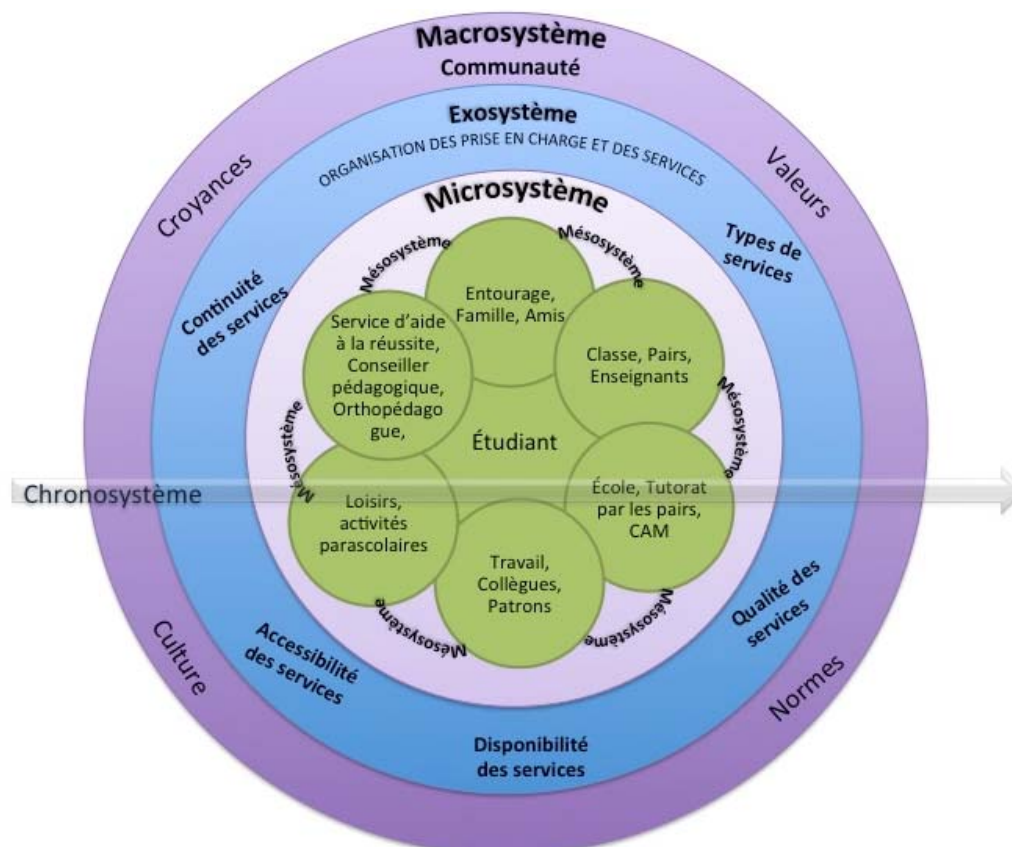 Macrosystème
Communauté
Exosystème
ORGANISATION DES PRISE EN CHARGE ET DES SERVICES
Croyances
Valeurs
Microsystème
Types de
services
Continuité
des services
Mésosystème
Mésosystème
Entourage,
Famille, Amis
Service d'aide
à la réussite,
Conseiller
pédagogique,
Orthopédago
gue,
Classe, Pairs,
Enseignants
Mésosystème
Mésosystème
Étudiant
Chronosystème
Loisirs,
activités
parascolaires
École, Tutorat
par les pairs,
CAM
Travail,
Collègues,
Patrons
Mésosystème
Mésosystème
Mésosystème
Qualité des
services
Accessibilité
des services
Culture
Normes
Disponibilité
des services